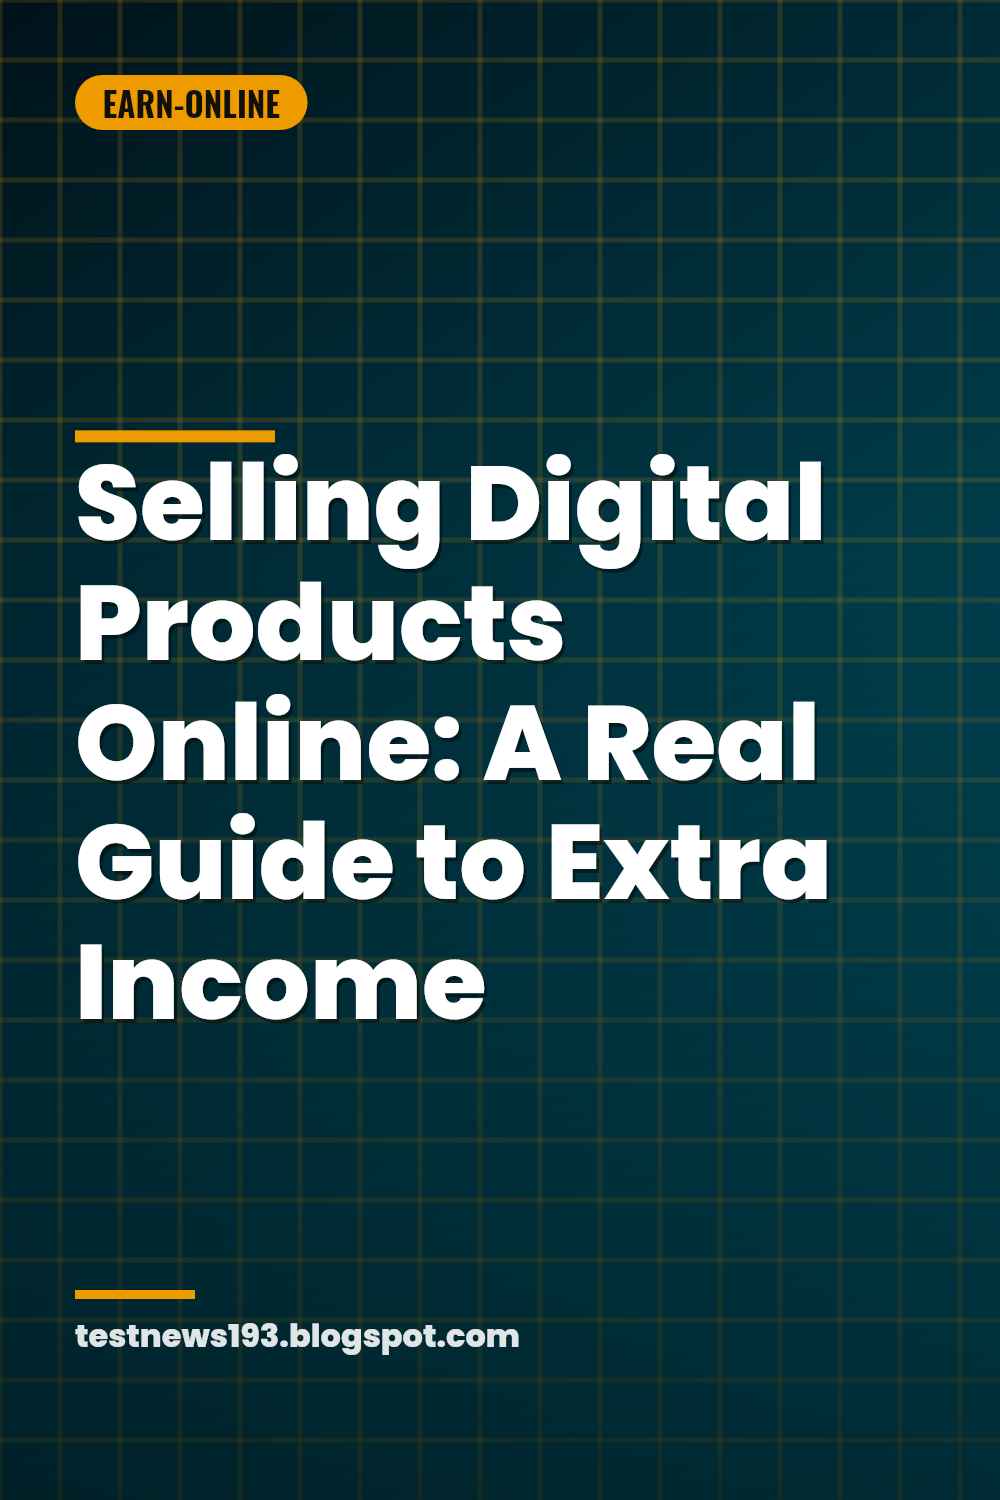 EARN-ONLINE
Selling Digital
Products
Online: A Real
Guide to Extra
Income
testnews193.blogspot.com